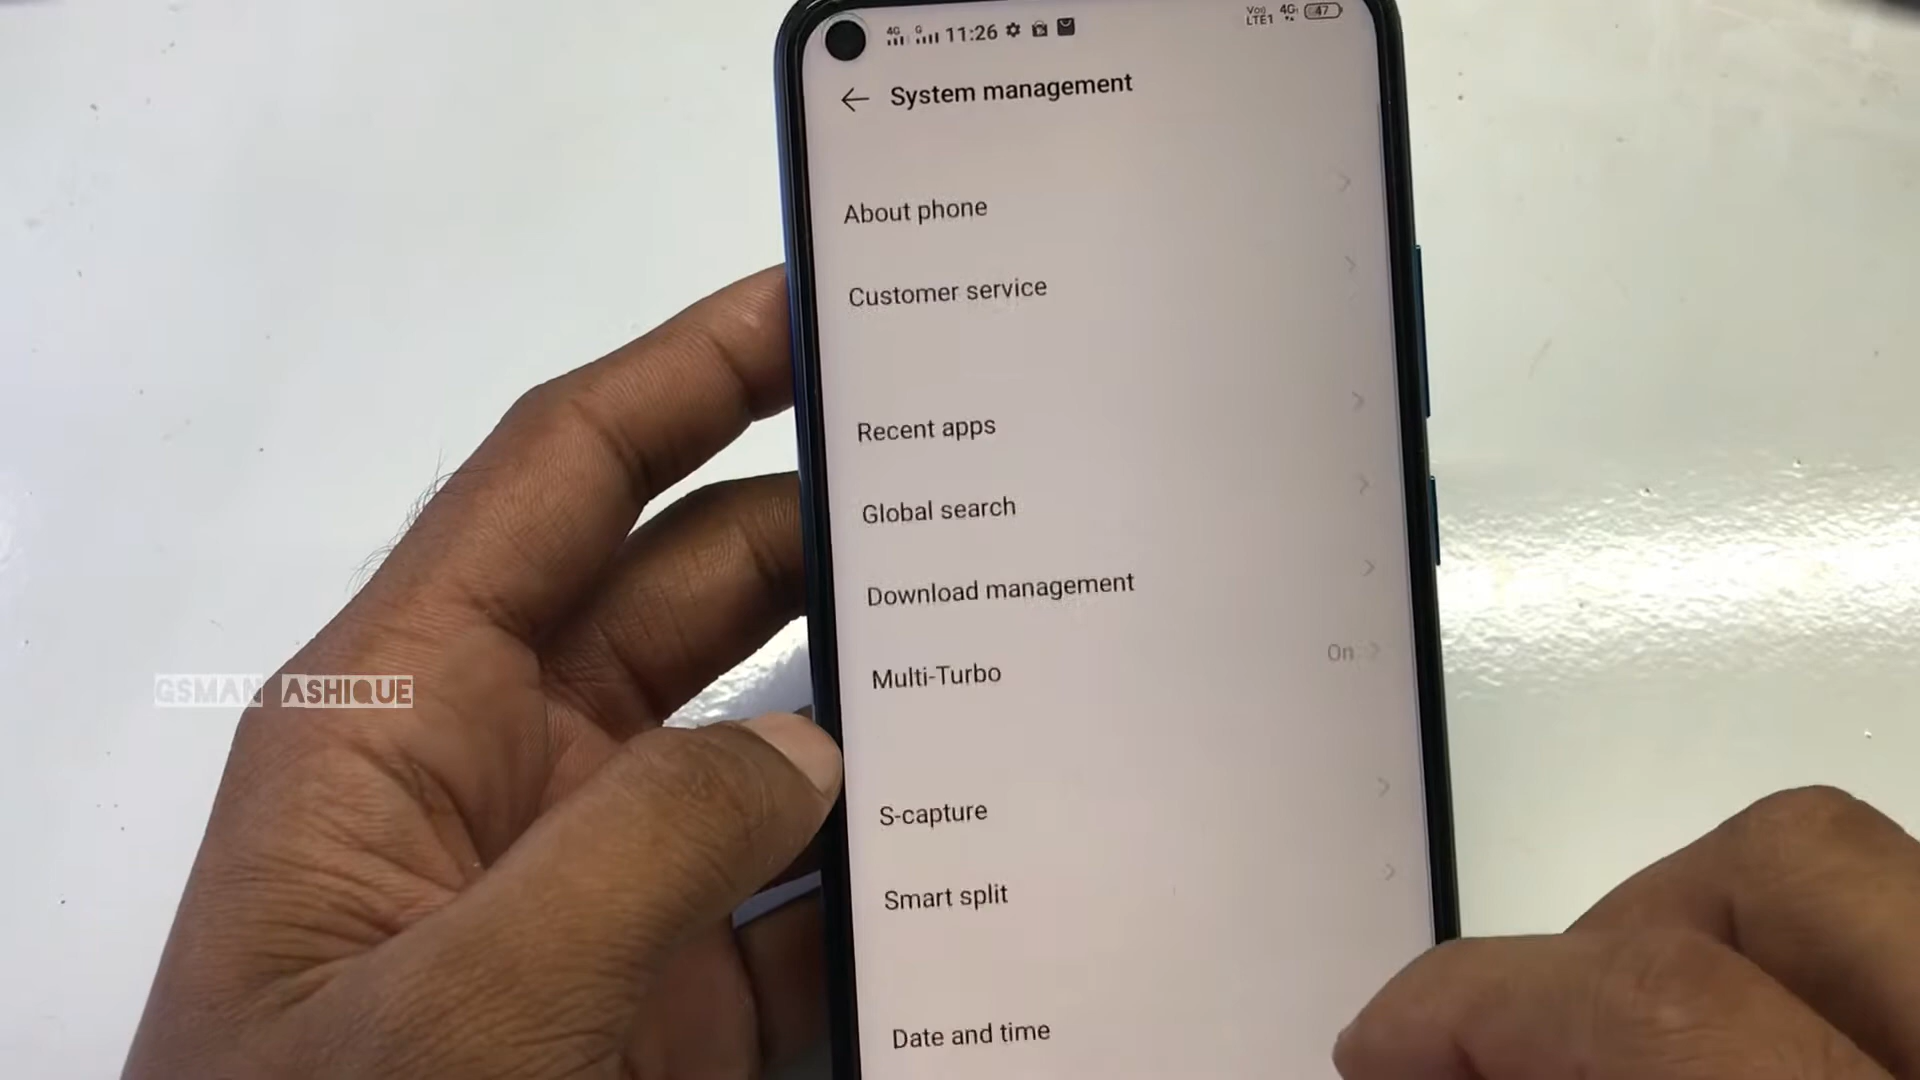 4G G 11:26
Vo)) LTE1 4G 47
System management
About phone
Customer service
Recent apps
Global search
Download management
Multi-Turbo On
S-capture
Smart split
Date and time
GSMAN ASHIQUE